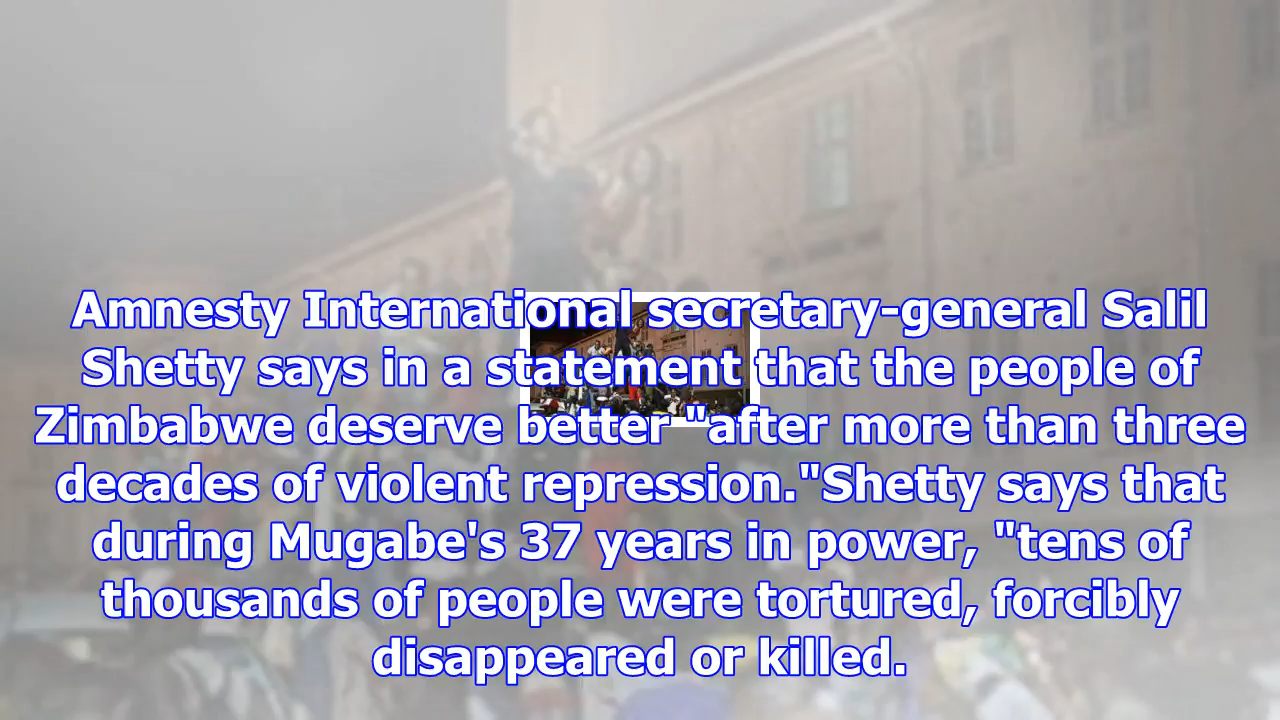 Amnesty International secretary-general Salil
Shetty says in a statement that the people of
Zimbabwe deserve better "after more than three
decades of violent repression."Shetty says that
during Mugabe's 37 years in power, "tens of
thousands of people were tortured, forcibly
disappeared or killed.